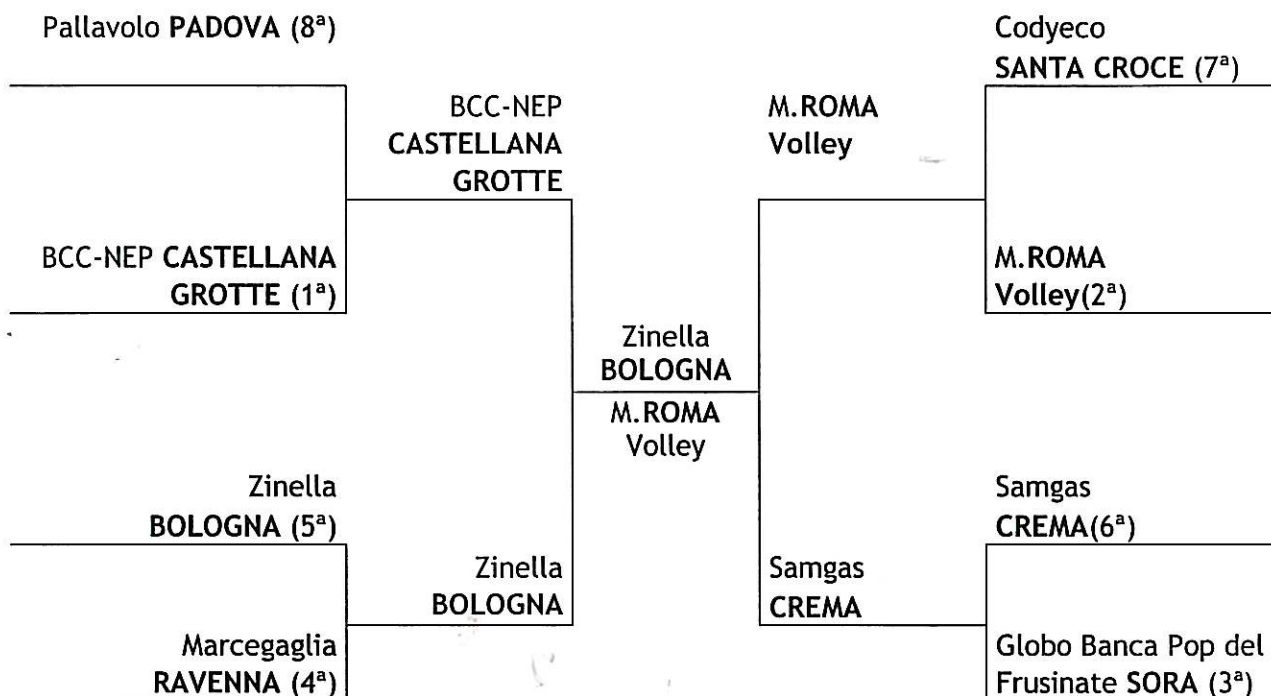 Pallavolo PADOVA (8ª)
BCC-NEP
CASTELLANA
GROTTE
BCC-NEP CASTELLANA
GROTTE (1ª)
Zinella
BOLOGNA (5ª)
Zinella
BOLOGNA
Marcegaglia
RAVENNA (4ª)
Zinella
BOLOGNA
M.ROMA
Volley
Codyeco
SANTA CROCE (7ª)
M.ROMA
Volley
M.ROMA
Volley(2ª)
Samgas
CREMA(6ª)
Samgas
CREMA
Globo Banca Pop del
Frusinate SORA (3ª)